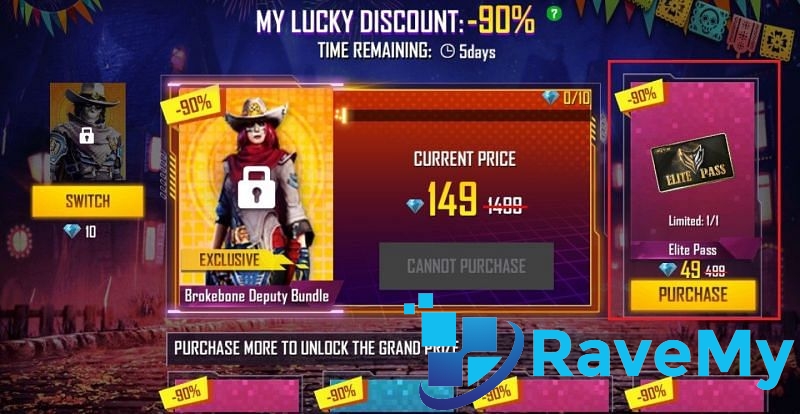 MY LUCKY DISCOUNT: -90% ?
TIME REMAINING: 5days
-90%
0/10
SWITCH
10
EXCLUSIVE
Brokebone Deputy Bundle
CURRENT PRICE
149 1499
CANNOT PURCHASE
-90%
ELITE PASS
Limited: 1/1
Elite Pass
49 499
PURCHASE
PURCHASE MORE TO UNLOCK THE GRAND PRIZE
RaveMy
-90%
-90%
-90%
-90%